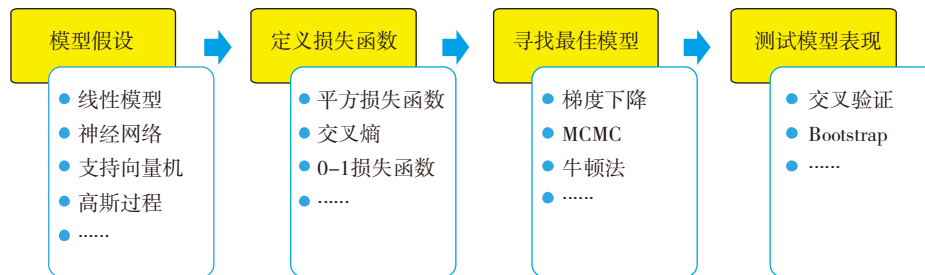 模型假设
线性模型
神经网络
支持向量机
高斯过程
……
定义损失函数
平方损失函数
交叉熵
0-1损失函数
……
寻找最佳模型
梯度下降
MCMC
牛顿法
……
测试模型表现
交叉验证
Bootstrap
……